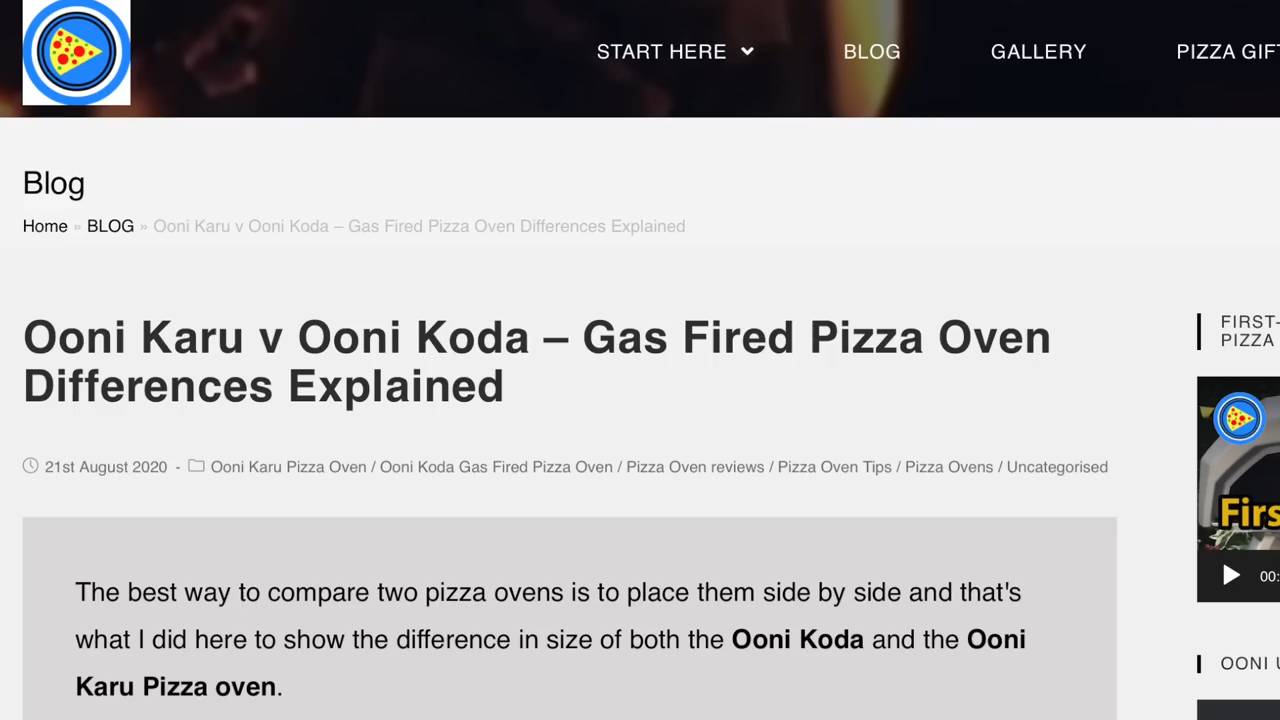 START HERE BLOG GALLERY PIZZA GIFT
Blog
Home » BLOG » Ooni Karu v Ooni Koda – Gas Fired Pizza Oven Differences Explained
Ooni Karu v Ooni Koda – Gas Fired Pizza Oven
Differences Explained
21st August 2020 - Ooni Karu Pizza Oven / Ooni Koda Gas Fired Pizza Oven / Pizza Oven reviews / Pizza Oven Tips / Pizza Ovens / Uncategorised
The best way to compare two pizza ovens is to place them side by side and that's
what I did here to show the difference in size of both the Ooni Koda and the Ooni
Karu Pizza oven.
FIRST-
PIZZA
Firs
00:
OONI